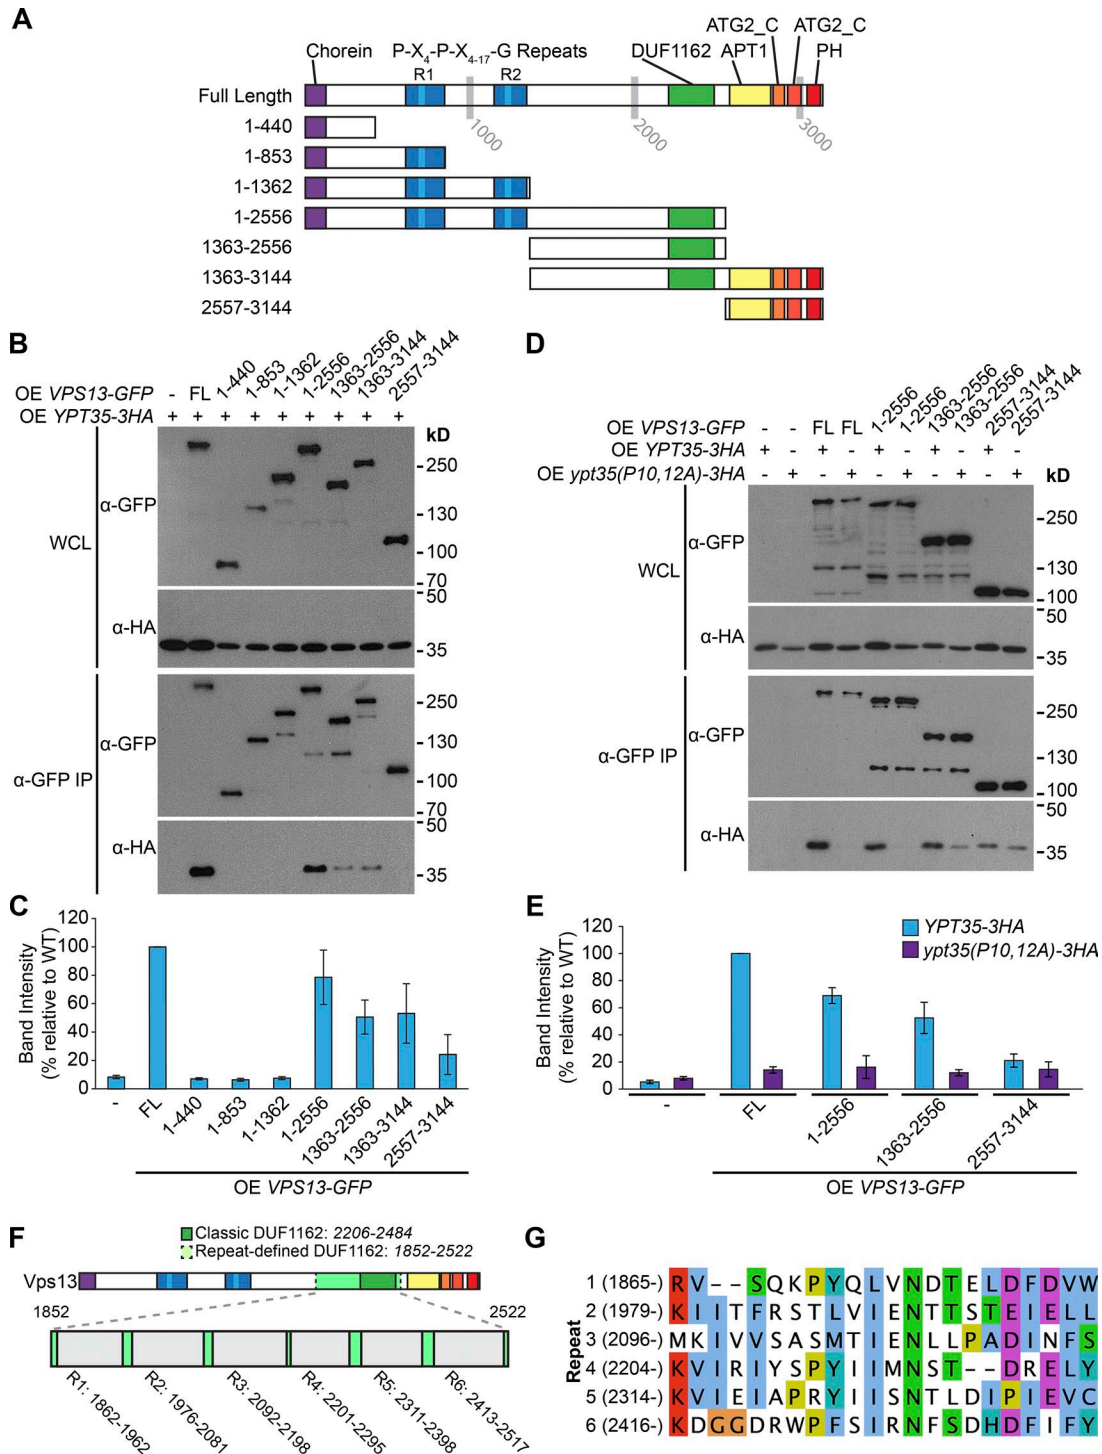 A
ATG2_C ATG2_C
Chorein P-X4-P-X4-17-G Repeats DUF1162 APT1 PH
R1 R2
Full Length
1000 2000 3000
1-440
1-853
1-1362
1-2556
1363-2556
1363-3144
2557-3144
B
OE VPS13-GFP - FL 1-440 1-853 1-1362 1-2556 1363-2556 1363-3144 2557-3144
OE YPT35-3HA + + + + + + + + +
kD
WCL
α-GFP
-250
-130
-100
-70
α-HA
-50
-35
α-GFP IP
α-GFP
-250
-130
-100
-70
α-HA
-50
-35
D
OE VPS13-GFP - - FL FL 1-2556 1-2556 1363-2556 1363-2556 2557-3144 2557-3144
OE YPT35-3HA + - + - + - + - + -
OE ypt35(P10,12A)-3HA - + - + - + - + - +
kD
WCL
α-GFP
-250
-130
-100
α-HA
-50
-35
α-GFP IP
α-GFP
-250
-130
-100
α-HA
-50
-35
C
Band Intensity
(% relative to WT)
120
100
80
60
40
20
0
- FL 1-440 1-853 1-1362 1-2556 1363-2556 1363-3144 2557-3144
OE VPS13-GFP
E
Band Intensity
(% relative to WT)
120
100
80
60
40
20
0
YPT35-3HA
ypt35(P10,12A)-3HA
- FL 1-2556 1363-2556 2557-3144
OE VPS13-GFP
F
Classic DUF1162: 2206-2484
Repeat-defined DUF1162: 1852-2522
Vps13
1852 2522
R1: 1862-1962
R2: 1976-2081
R3: 2092-2198
R4: 2201-2295
R5: 2311-2398
R6: 2413-2517
G
Repeat
1 (1865-) RV--SQKPYQLVNDTELDFDVW
2 (1979-) KIITFRSTLVIENTTSTEIELL
3 (2096-) MKIVVSASMTIENLLPADINFS
4 (2204-) KVIRIYSPYIIMNST--DRELY
5 (2314-) KVIEIAPRYIISNTLDIPIEVC
6 (2416-) KDGGDRWPFSIRNFSDHDFIFY